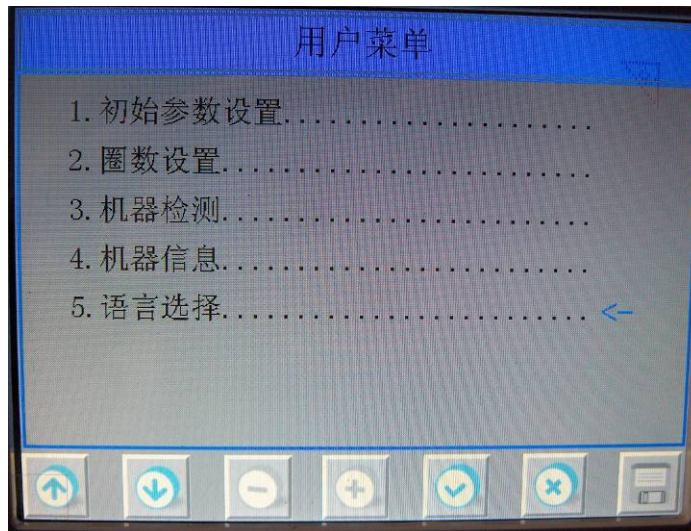 用户菜单
1.初始参数设置......................
2.圈数设置..........................
3.机器检测..........................
4.机器信息..........................
5.语言选择.......................... <-